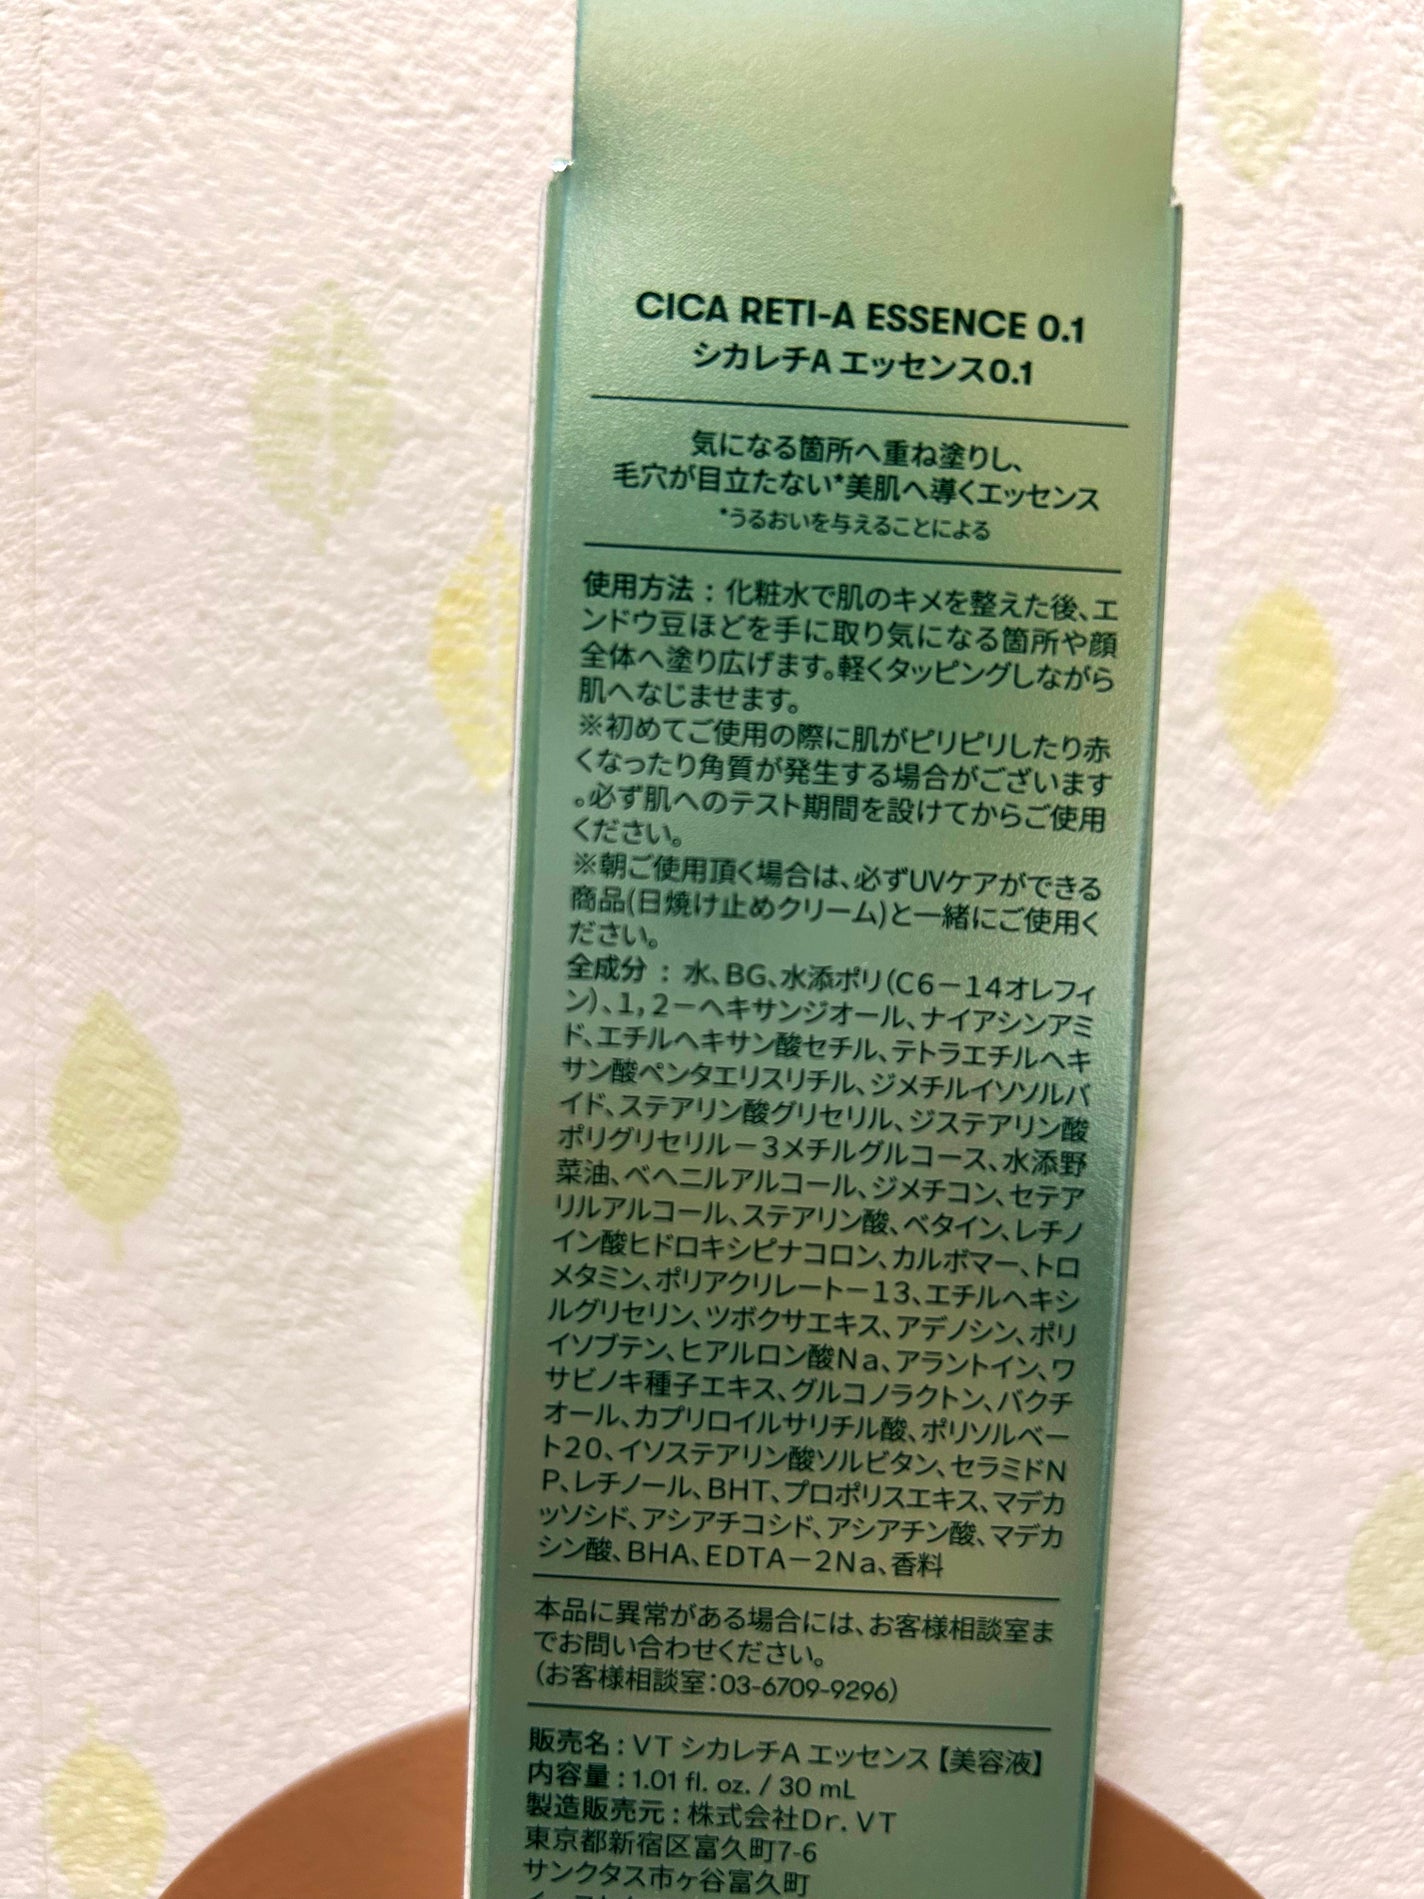 CICA RETI-A ESSENCE 0.1
シカレチA エッセンス0.1
気になる箇所へ重ね塗りし、
毛穴が目立たない*美肌へ導くエッセンス
*うるおいを与えることによる
使用方法：化粧水で肌のキメを整えた後、エ
ンドウ豆ほどを手に取り気になる箇所や顔
全体へ塗り広げます。軽くタッピングしながら
肌へなじませます。
※初めてご使用の際に肌がピリピリしたり赤
くなったり角質が発生する場合がございます
。必ず肌へのテスト期間を設けてからご使用
ください。
※朝ご使用頂く場合は、必ずUVケアができる
商品(日焼け止めクリーム)と一緒にご使用く
ださい。
全成分：水、BG、水添ポリ(C6－14オレフィ
ン)、1,2－ヘキサンジオール、ナイアシンアミ
ド、エチルヘキサン酸セチル、テトラエチルヘキ
サン酸ペンタエリスリチル、ジメチルイソソルバ
イド、ステアリン酸グリセリル、ジステアリン酸
ポリグリセリル－3メチルグルコース、水添野
菜油、ベヘニルアルコール、ジメチコン、セテア
リルアルコール、ステアリン酸、ベタイン、レチノ
イン酸ヒドロキシピナコロン、カルボマー、トロ
メタミン、ポリアクリレート－13、エチルヘキシ
ルグリセリン、ツボクサエキス、アデノシン、ポリ
イソブテン、ヒアルロン酸Na、アラントイン、ワ
サビノキ種子エキス、グルコノラクトン、バクチ
オール、カプリロイルサリチル酸、ポリソルベー
ト20、イソステアリン酸ソルビタン、セラミドN
P、レチノール、BHT、プロポリスエキス、マデカ
ッソシド、アシアチコシド、アシアチン酸、マデカ
シン酸、BHA、EDTA－2Na、香料
本品に異常がある場合には、お客様相談室ま
でお問い合わせください。
(お客様相談室：03-6709-9296)
販売名：VT シカレチA エッセンス【美容液】
内容量：1.01 fl. oz. / 30 mL
製造販売元：株式会社Dr. VT
東京都新宿区富久町7-6
サンクタス市ヶ谷富久町